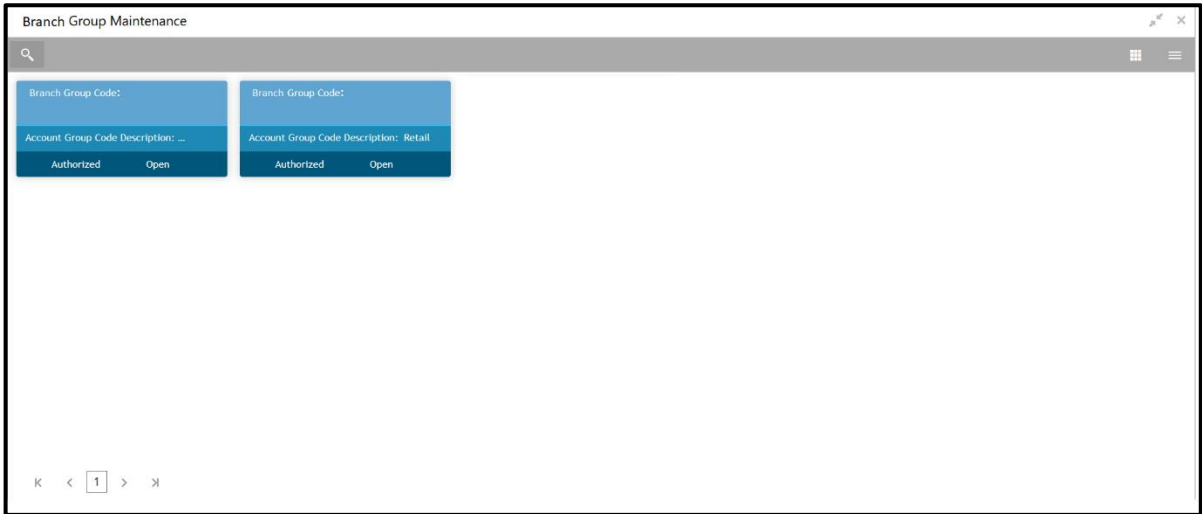 Branch Group Maintenance
Branch Group Code:
Account Group Code Description: ...
Authorized Open
Branch Group Code:
Account Group Code Description: Retail
Authorized Open
1